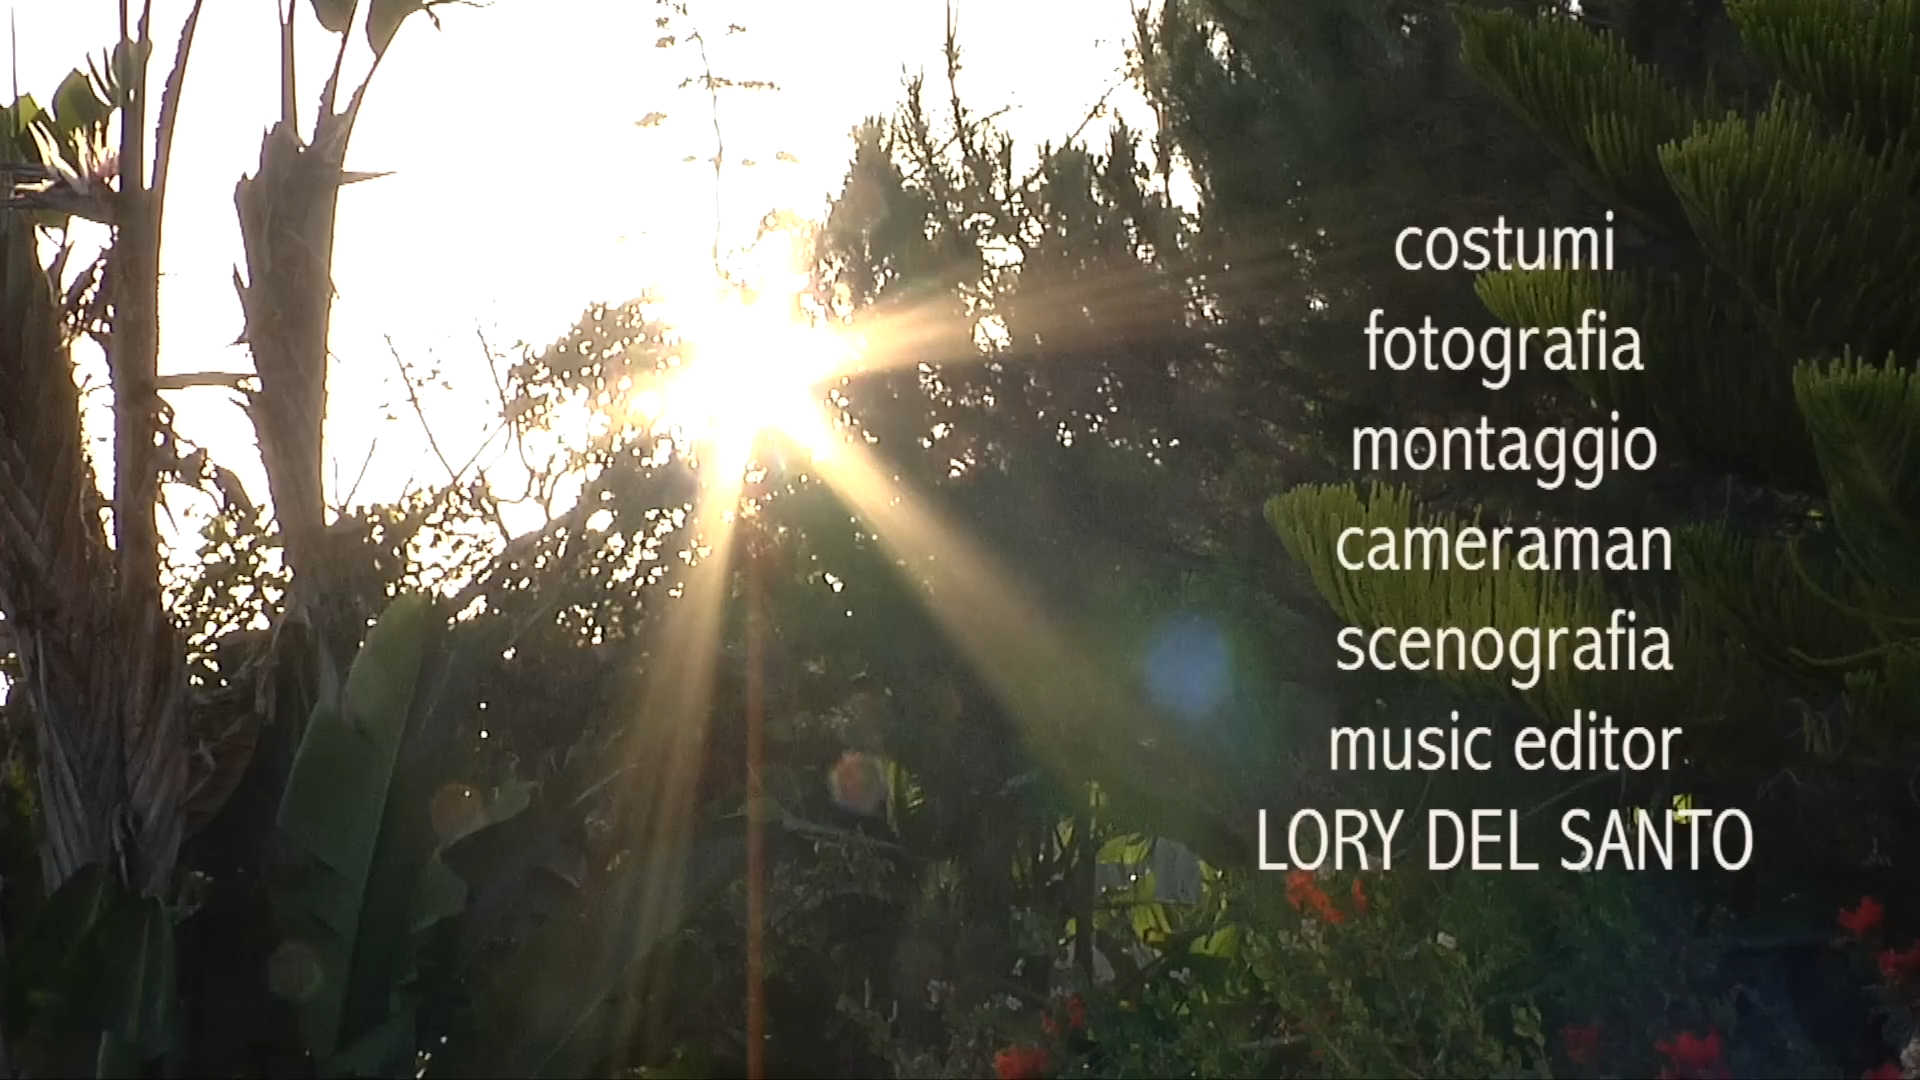 costumi
fotografia
montaggio
cameraman
scenografia
music editor
LORY DEL SANTO